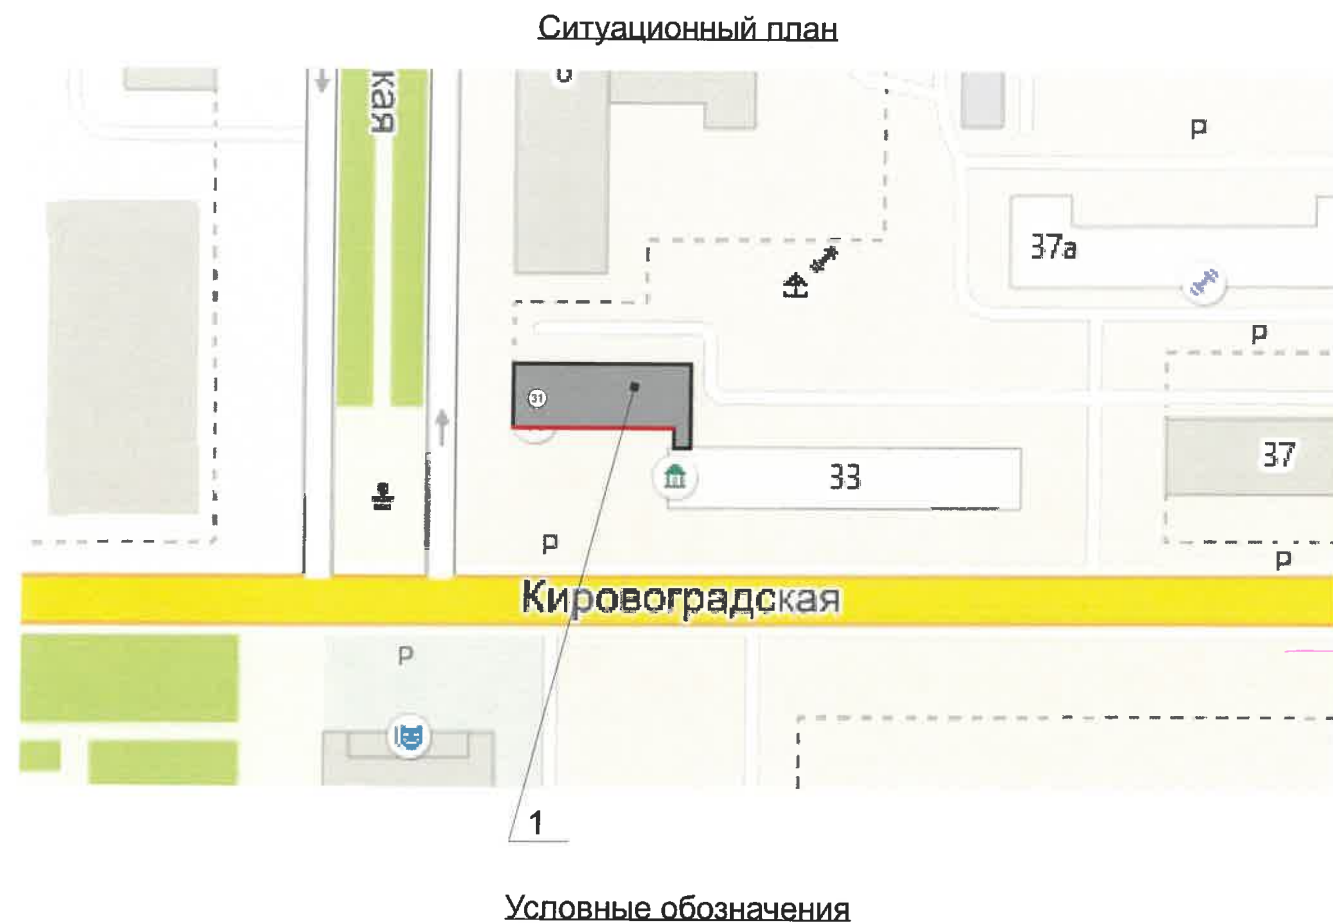 Ситуационный план
кая
P
37а
P
31
33
37
P
P
Кировоградская
P
1
Условные обозначения